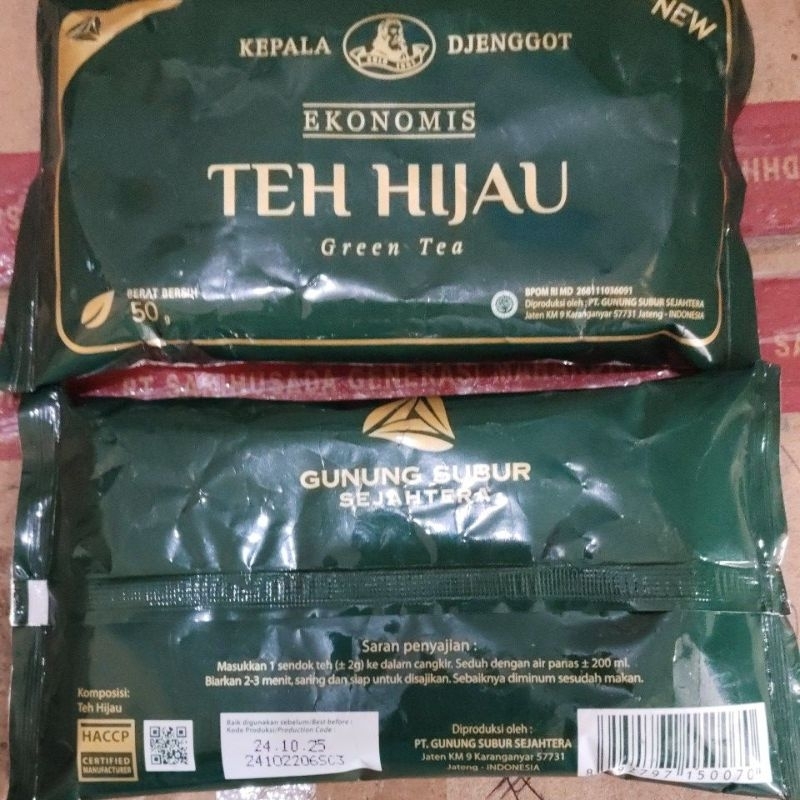 NEW
KEPALA DJENGGOT
EKONOMIS
TEH HIJAU
Green Tea
BERAT BERSIH
50 g
BPOM RI MD 268111036091
Diproduksi oleh : PT. GUNUNG SUBUR SEJAHTERA
Jaten KM 9 Karanganyar 57731 Jateng - INDONESIA
GUNUNG SUBUR
SEJAHTERA
Saran penyajian :
Masukkan 1 sendok teh (± 2g) ke dalam cangkir. Seduh dengan air panas ± 200 ml.
Biarkan 2-3 menit, saring dan siap untuk disajikan. Sebaiknya diminum sesudah makan.
Komposisi:
Teh Hijau
HACCP
CERTIFIED
MANUFACTURER
Baik digunakan sebelum/Best before :
Kode Produksi/Production Code :
24.10.25
24102206SC3
Diproduksi oleh :
PT. GUNUNG SUBUR SEJAHTERA
Jaten KM 9 Karanganyar 57731
Jateng - INDONESIA
150070